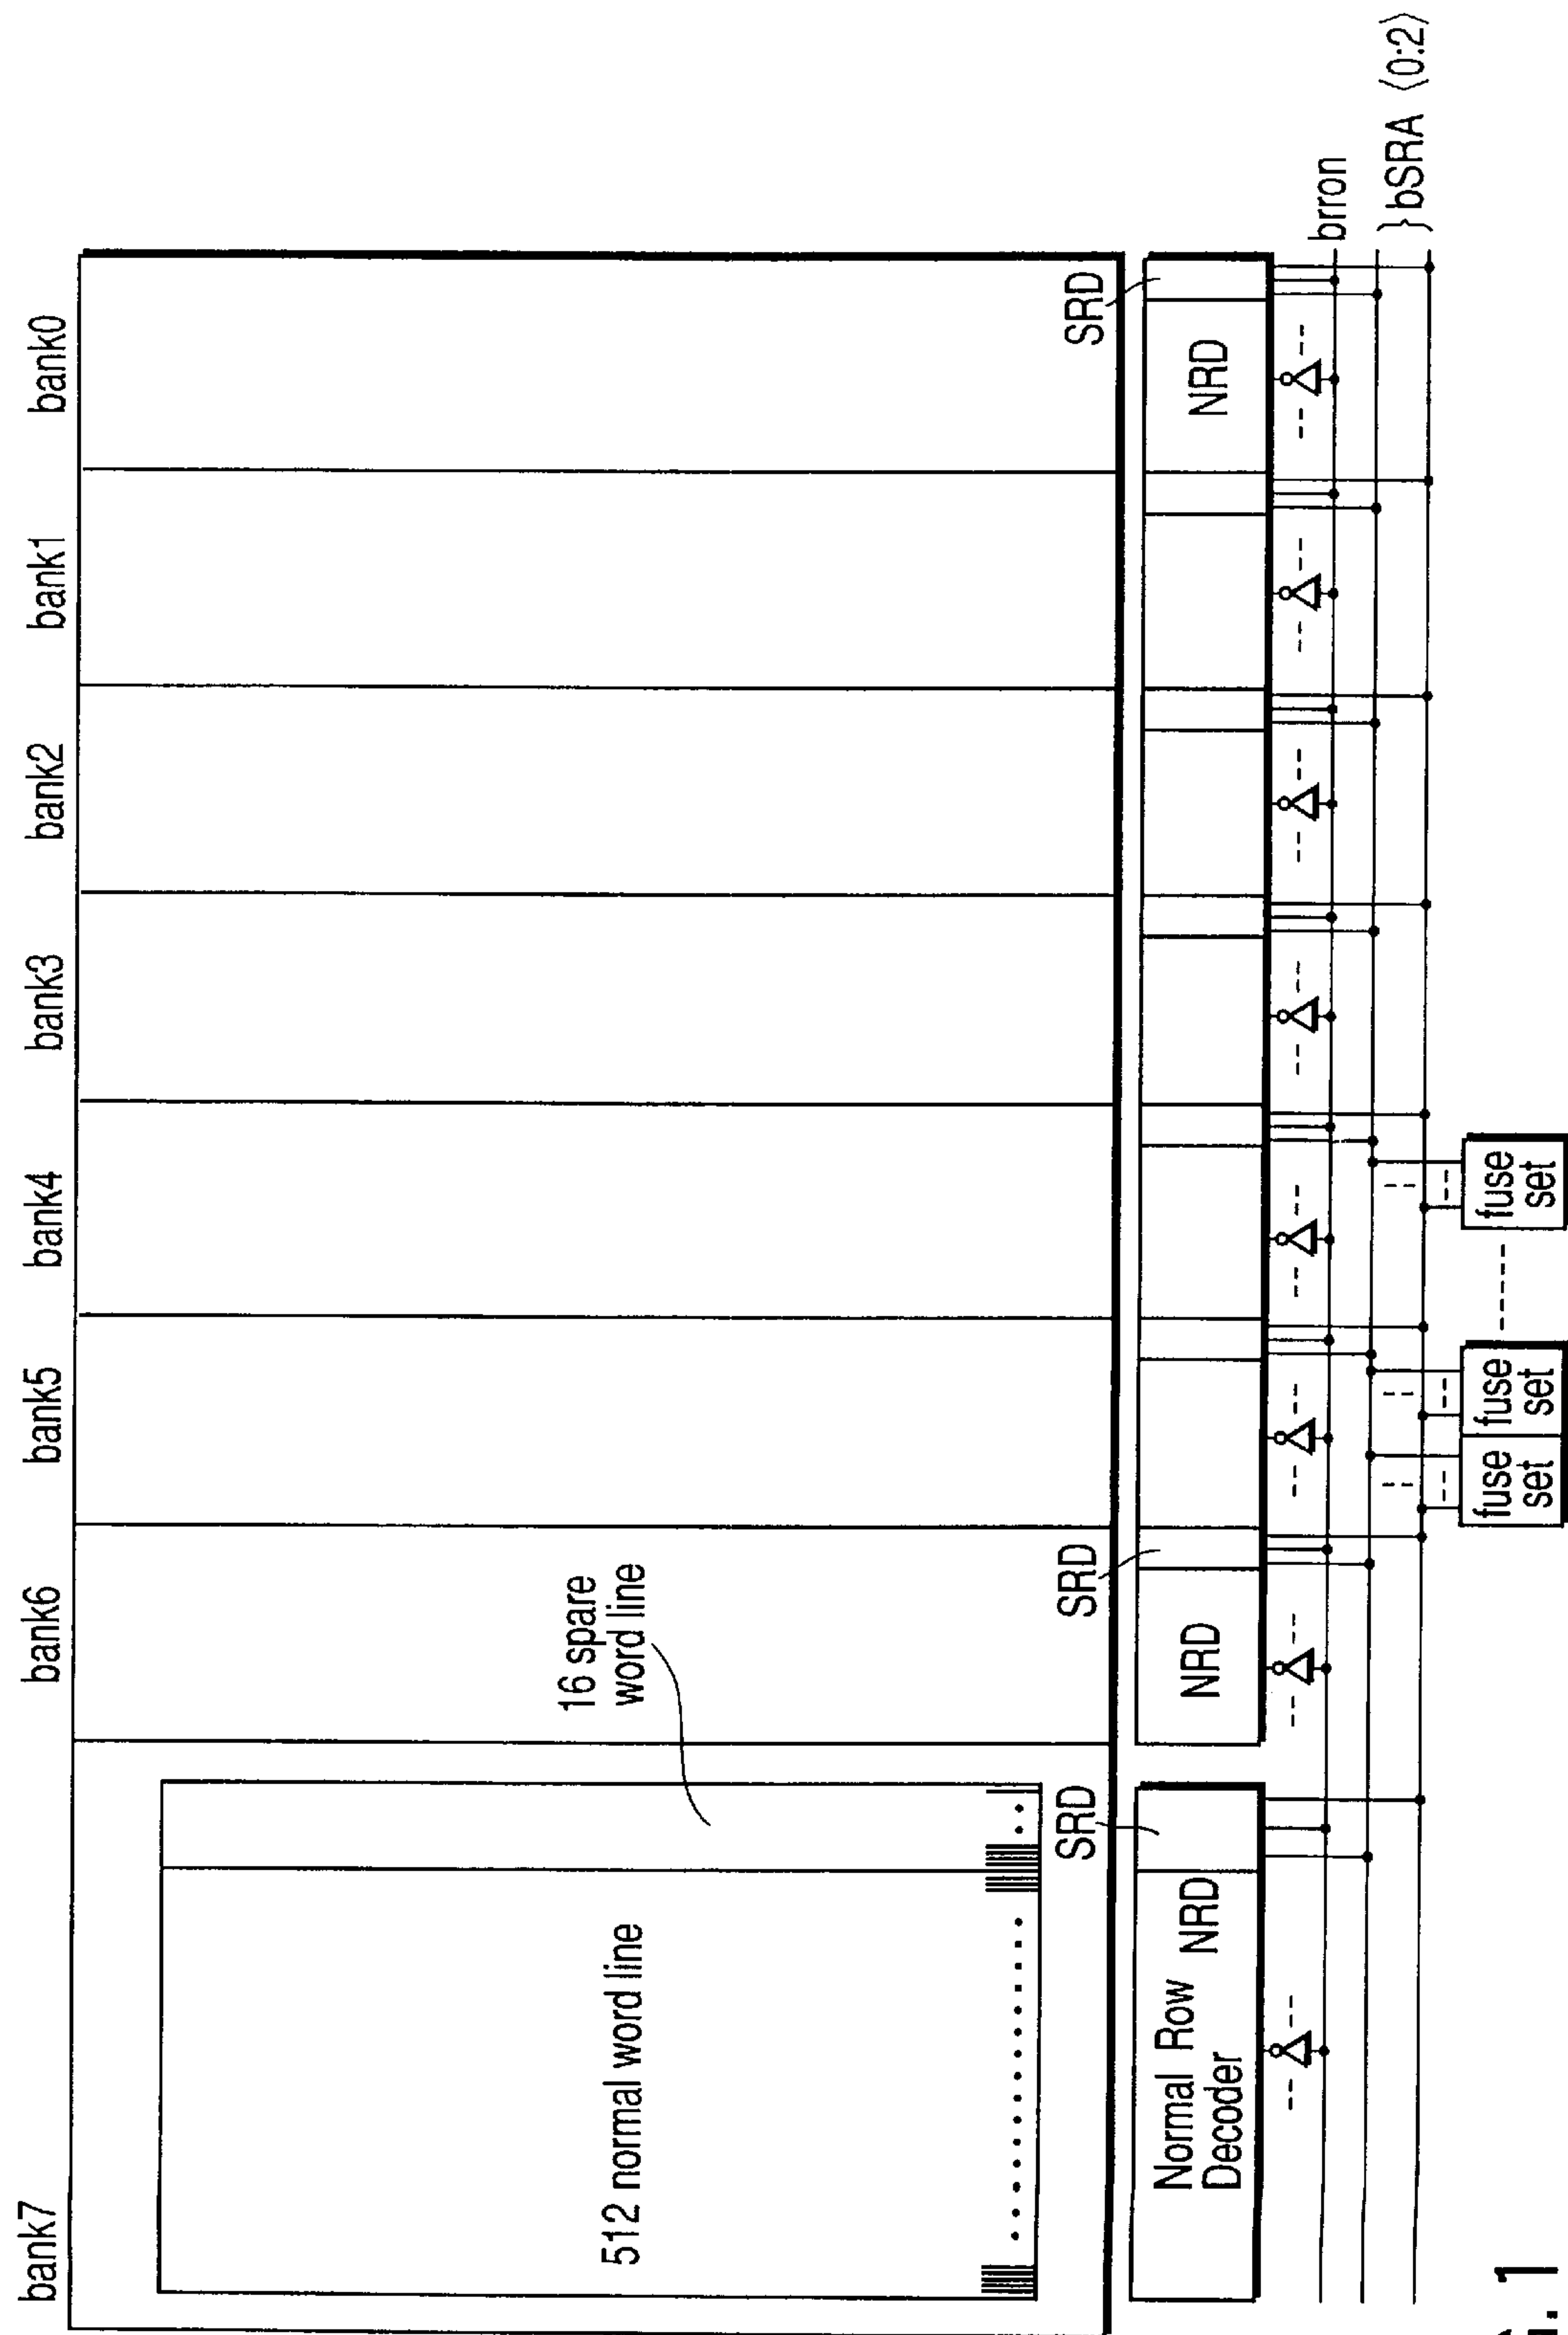 bank7
bank6
bank5
bank4
bank3
bank2
bank1
bank0
16 spare
word line
512 normal word line
SRD
SRD
SRD
Normal Row
Decoder
NRD
NRD
NRD
brron
bSRA ⟨0:2⟩
fuse
set
fuse
set
fuse
set
. 1